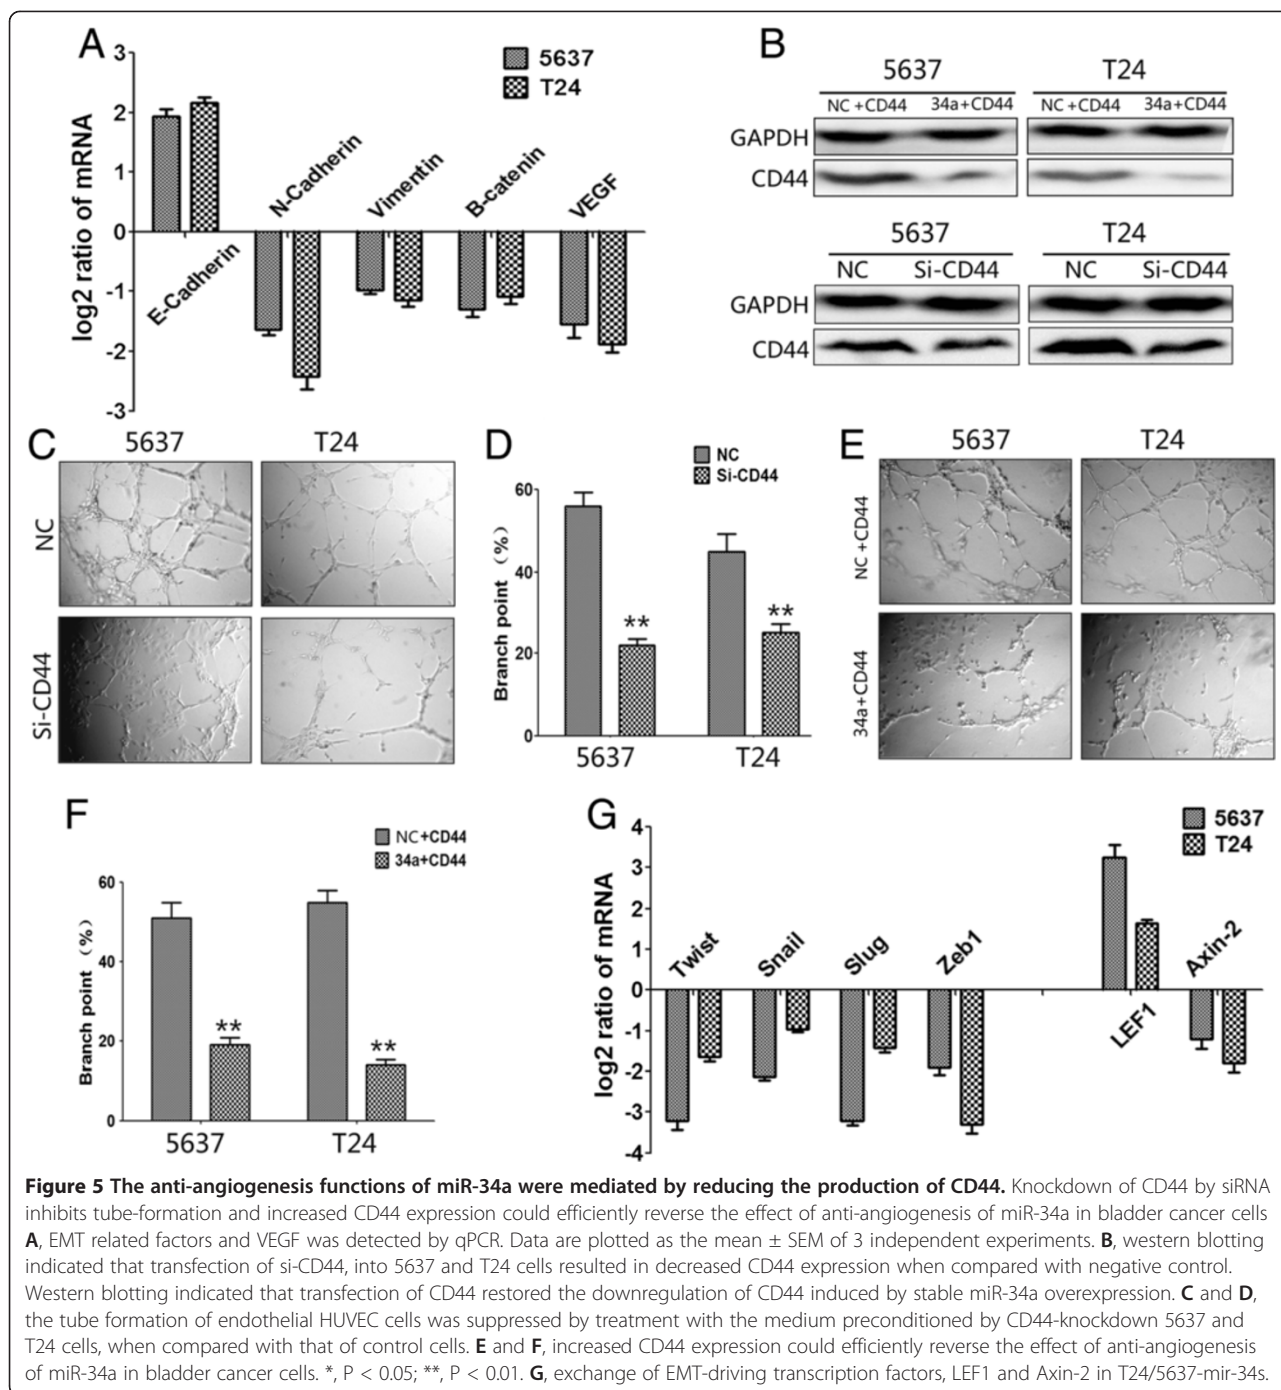 A
3
2
1
0
-1
-2
-3
log2 ratio of mRNA
5637
T24
E-Cadherin
N-Cadherin
Vimentin
B-catenin
VEGF
B
5637 T24
NC +CD44 34a+CD44 NC +CD44 34a+CD44
GAPDH
CD44
5637 T24
NC Si-CD44 NC Si-CD44
GAPDH
CD44
C
5637 T24
NC
Si-CD44
D
NC
Si-CD44
60
40
20
0
Branch point (%)
**
**
5637 T24
E
5637 T24
NC +CD44
34a+CD44
F
NC+CD44
34a+CD44
60
40
20
0
Branch point (%)
**
**
5637 T24
G
4
3
2
1
0
-1
-2
-3
-4
log2 ratio of mRNA
5637
T24
Twist
Snail
Slug
Zeb1
LEF1
Axin-2
Figure 5 The anti-angiogenesis functions of miR-34a were mediated by reducing the production of CD44. Knockdown of CD44 by siRNA
inhibits tube-formation and increased CD44 expression could efficiently reverse the effect of anti-angiogenesis of miR-34a in bladder cancer cells
A, EMT related factors and VEGF was detected by qPCR. Data are plotted as the mean ± SEM of 3 independent experiments. B, western blotting
indicated that transfection of si-CD44, into 5637 and T24 cells resulted in decreased CD44 expression when compared with negative control.
Western blotting indicated that transfection of CD44 restored the downregulation of CD44 induced by stable miR-34a overexpression. C and D,
the tube formation of endothelial HUVEC cells was suppressed by treatment with the medium preconditioned by CD44-knockdown 5637 and
T24 cells, when compared with that of control cells. E and F, increased CD44 expression could efficiently reverse the effect of anti-angiogenesis
of miR-34a in bladder cancer cells. *, P < 0.05; **, P < 0.01. G, exchange of EMT-driving transcription factors, LEF1 and Axin-2 in T24/5637-mir-34s.